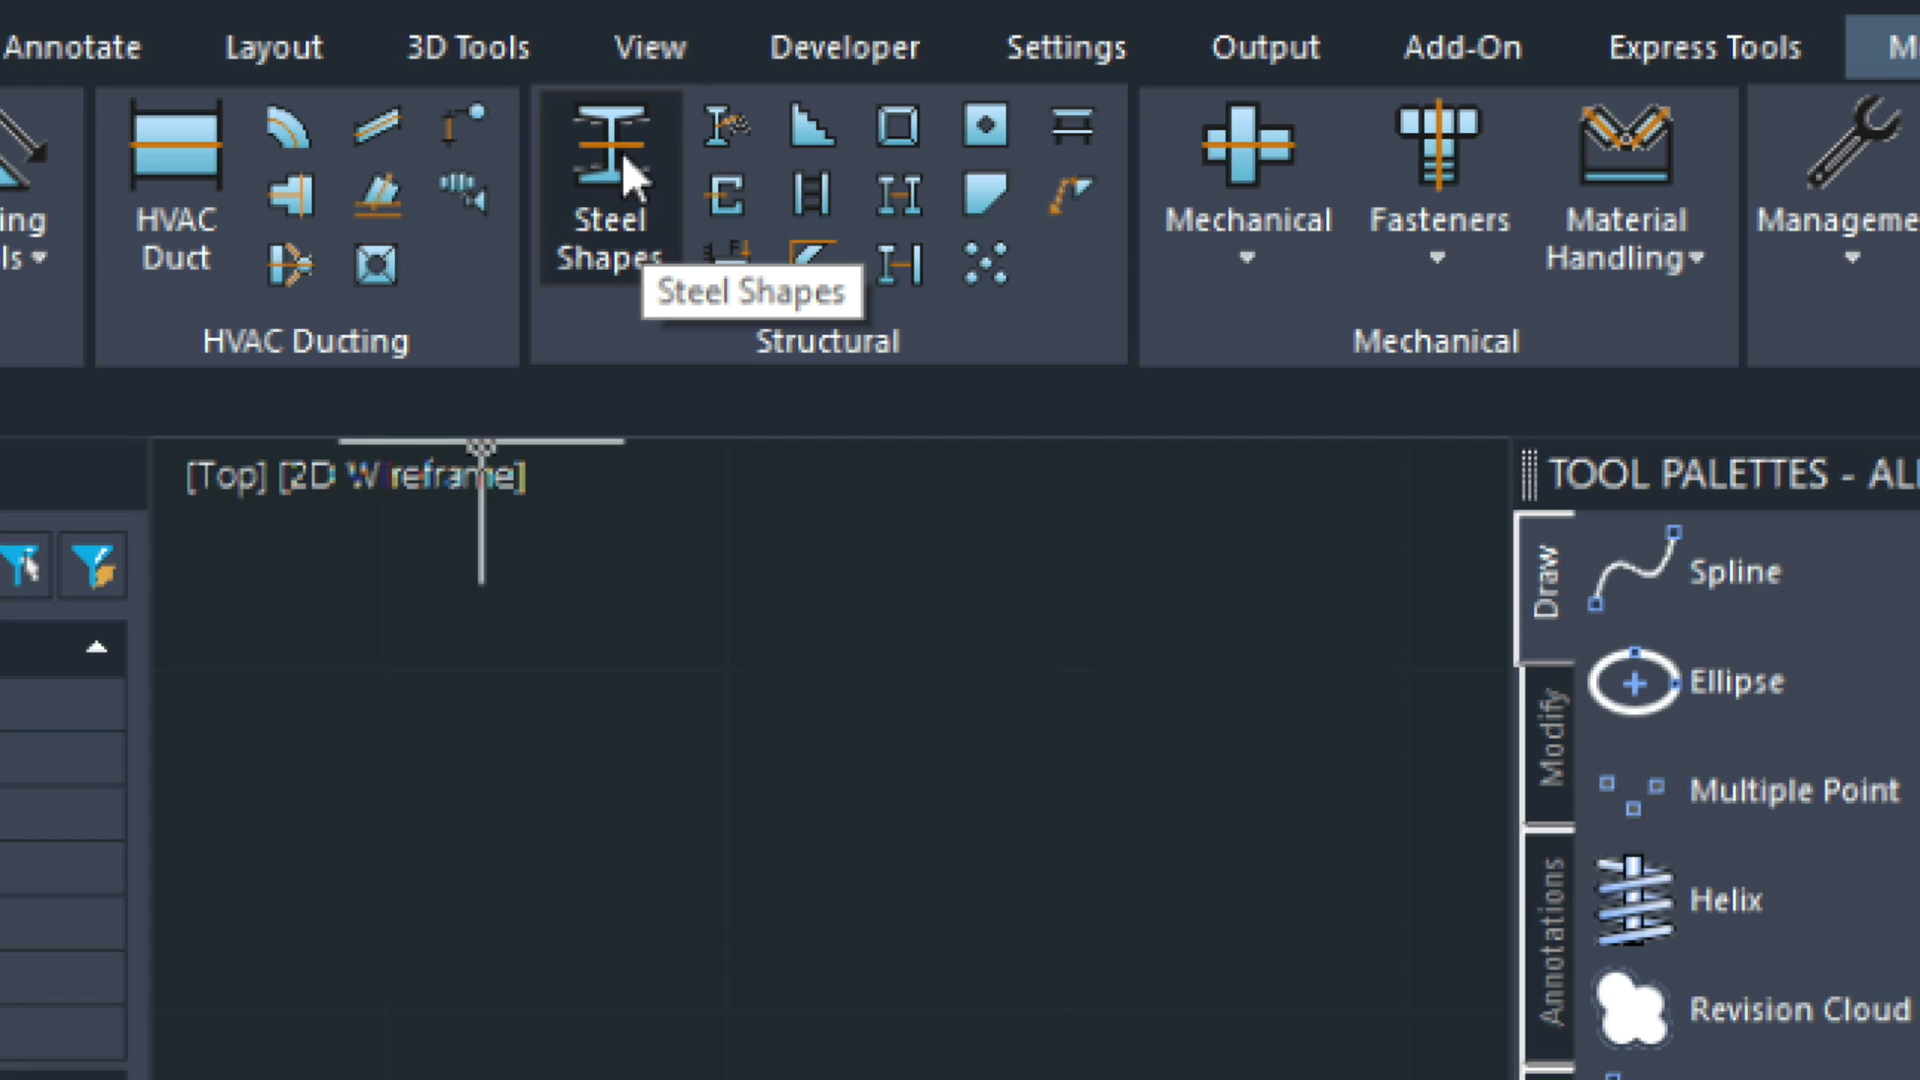 Annotate Layout 3D Tools View Developer Settings Output Add-On Express Tools M
ing
ls
HVAC
Duct
Steel
Shapes
Steel Shapes
Mechanical
Fasteners
Material
Handling
Manageme
HVAC Ducting
Structural
Mechanical
[Top] [2D Wireframe]
TOOL PALETTES - ALL
Draw
Modify
Annotations
Spline
Ellipse
Multiple Point
Helix
Revision Cloud